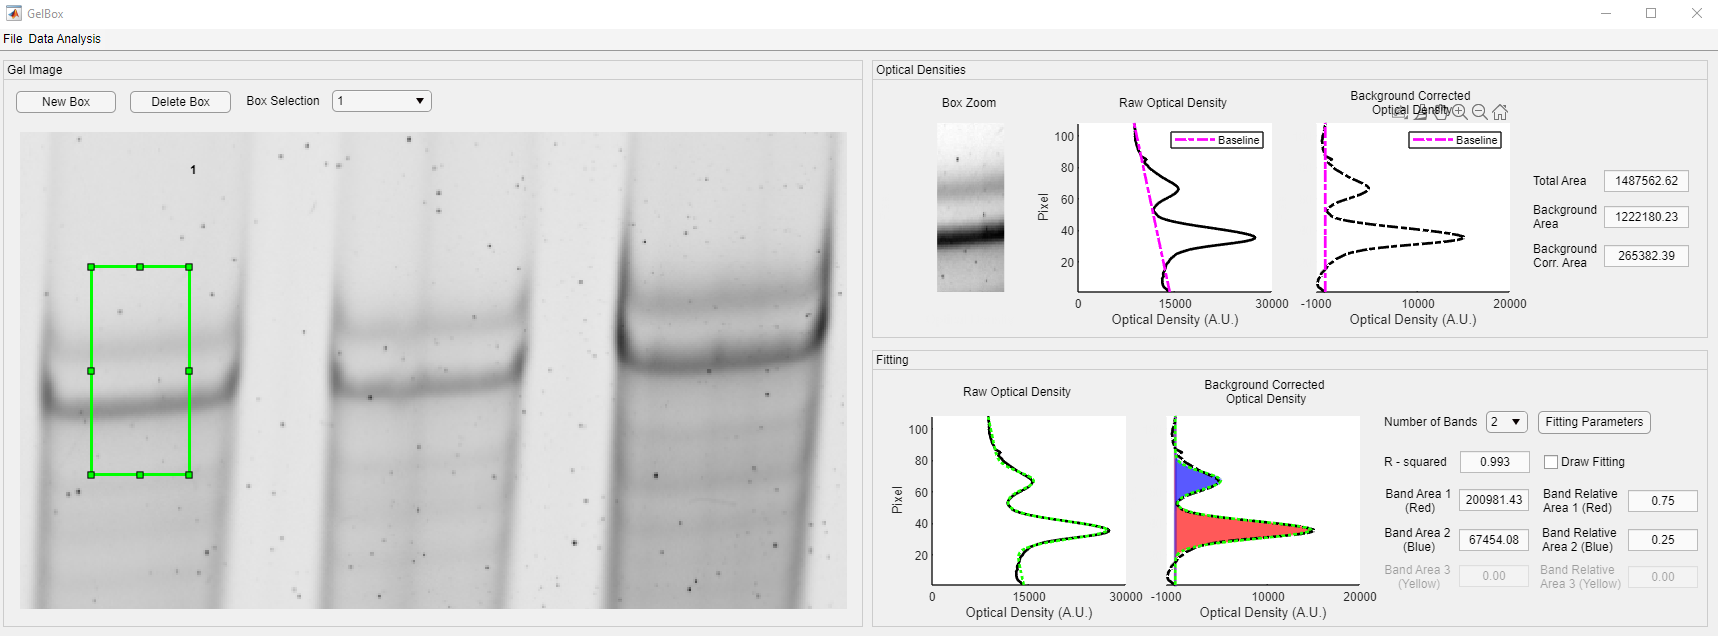 GelBox
File Data Analysis
Gel Image
New Box
Delete Box
Box Selection
1
1
Optical Densities
Box Zoom
Raw Optical Density
Baseline
100
80
60
40
20
Pixel
0
15000
30000
Optical Density (A.U.)
Background Corrected
Optical Density
Baseline
-1000
10000
20000
Optical Density (A.U.)
Total Area
1487562.62
Background
Area
1222180.23
Background
Corr. Area
265382.39
Fitting
Raw Optical Density
100
80
60
40
20
Pixel
0
15000
30000
Optical Density (A.U.)
Background Corrected
Optical Density
-1000
10000
20000
Optical Density (A.U.)
Number of Bands
2
Fitting Parameters
R - squared
0.993
Draw Fitting
Band Area 1
(Red)
200981.43
Band Relative
Area 1 (Red)
0.75
Band Area 2
(Blue)
67454.08
Band Relative
Area 2 (Blue)
0.25
Band Area 3
(Yellow)
0.00
Band Relative
Area 3 (Yellow)
0.00